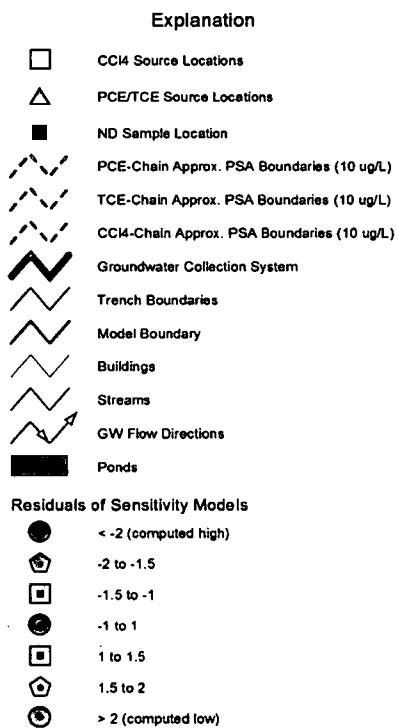 Explanation
CCl4 Source Locations
PCE/TCE Source Locations
ND Sample Location
PCE-Chain Approx. PSA Boundaries (10 ug/L)
TCE-Chain Approx. PSA Boundaries (10 ug/L)
CCl4-Chain Approx. PSA Boundaries (10 ug/L)
Groundwater Collection System
Trench Boundaries
Model Boundary
Buildings
Streams
GW Flow Directions
Ponds
Residuals of Sensitivity Models
< -2 (computed high)
-2 to -1.5
-1.5 to -1
-1 to 1
1 to 1.5
1.5 to 2
> 2 (computed low)